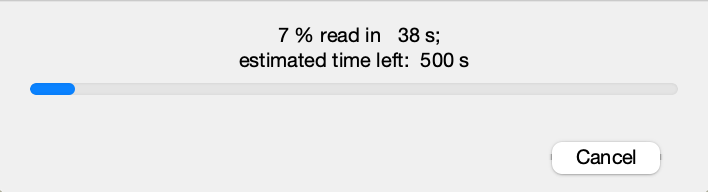 7 % read in   38 s;
estimated time left:  500 s
Cancel